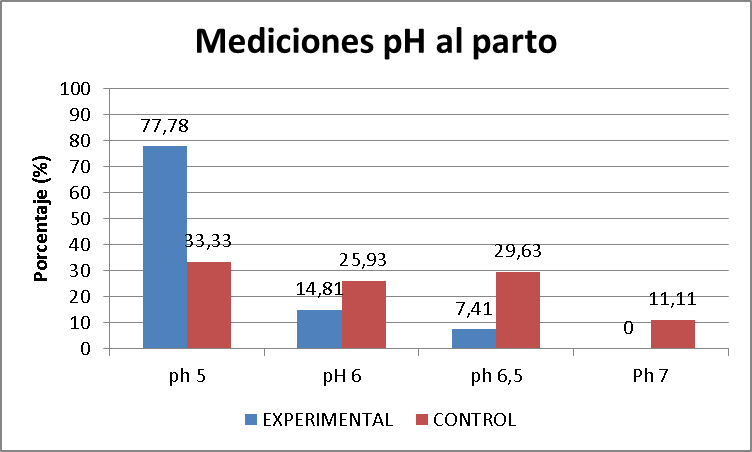 Mediciones pH al parto
Porcentaje (%)
100
90
80
70
60
50
40
30
20
10
0
77,78
33,33
14,81
25,93
7,41
29,63
0
11,11
ph 5
pH 6
ph 6,5
Ph 7
EXPERIMENTAL
CONTROL